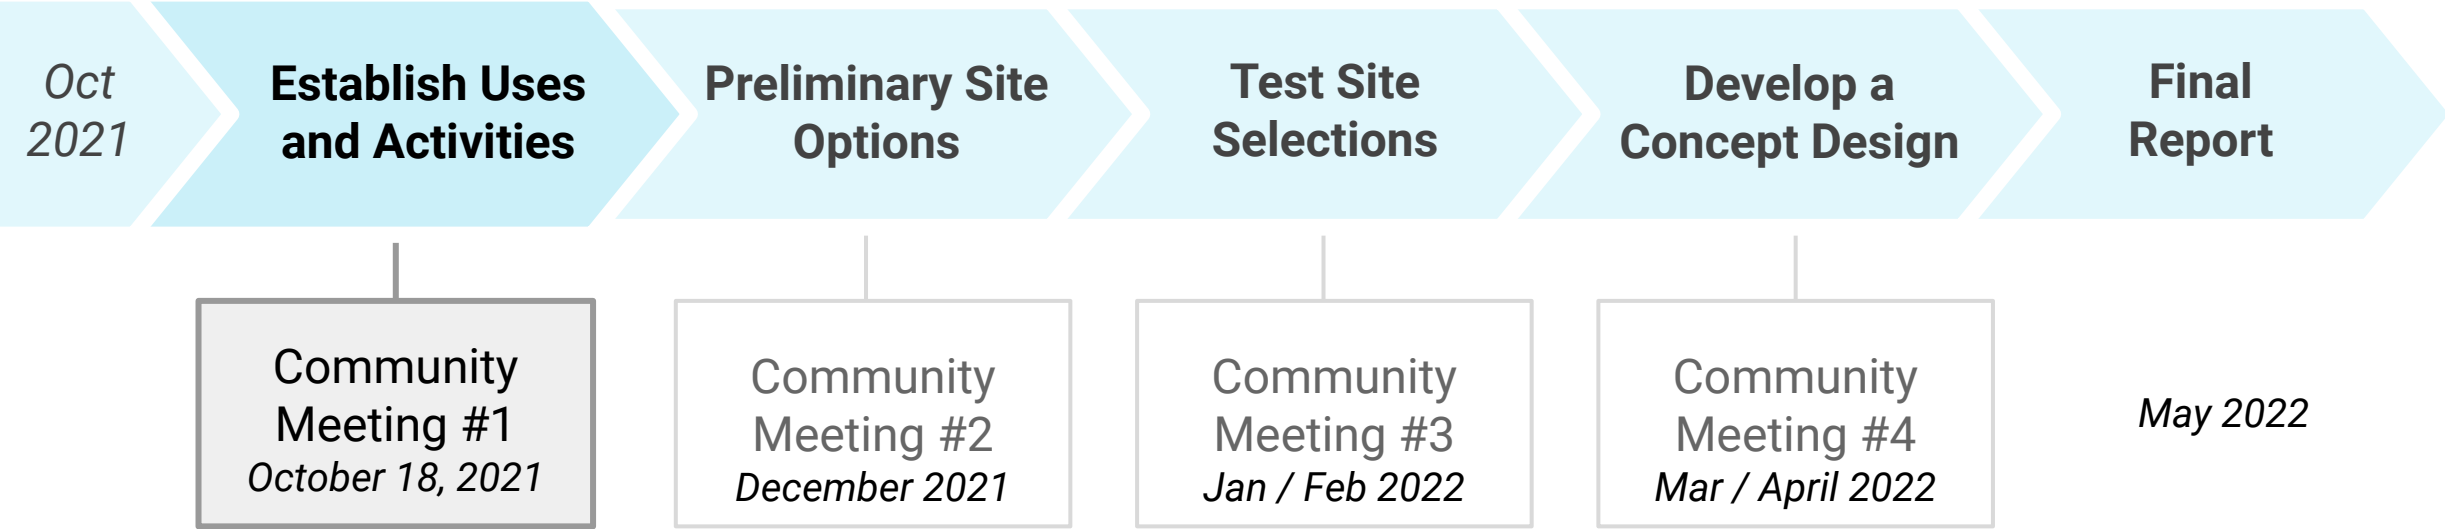 Oct
2021
Establish Uses
and Activities
Preliminary Site
Options
Test Site
Selections
Develop a
Concept Design
Final
Report
Community
Meeting #1
October 18, 2021
Community
Meeting #2
December 2021
Community
Meeting #3
Jan / Feb 2022
Community
Meeting #4
Mar / April 2022
May 2022